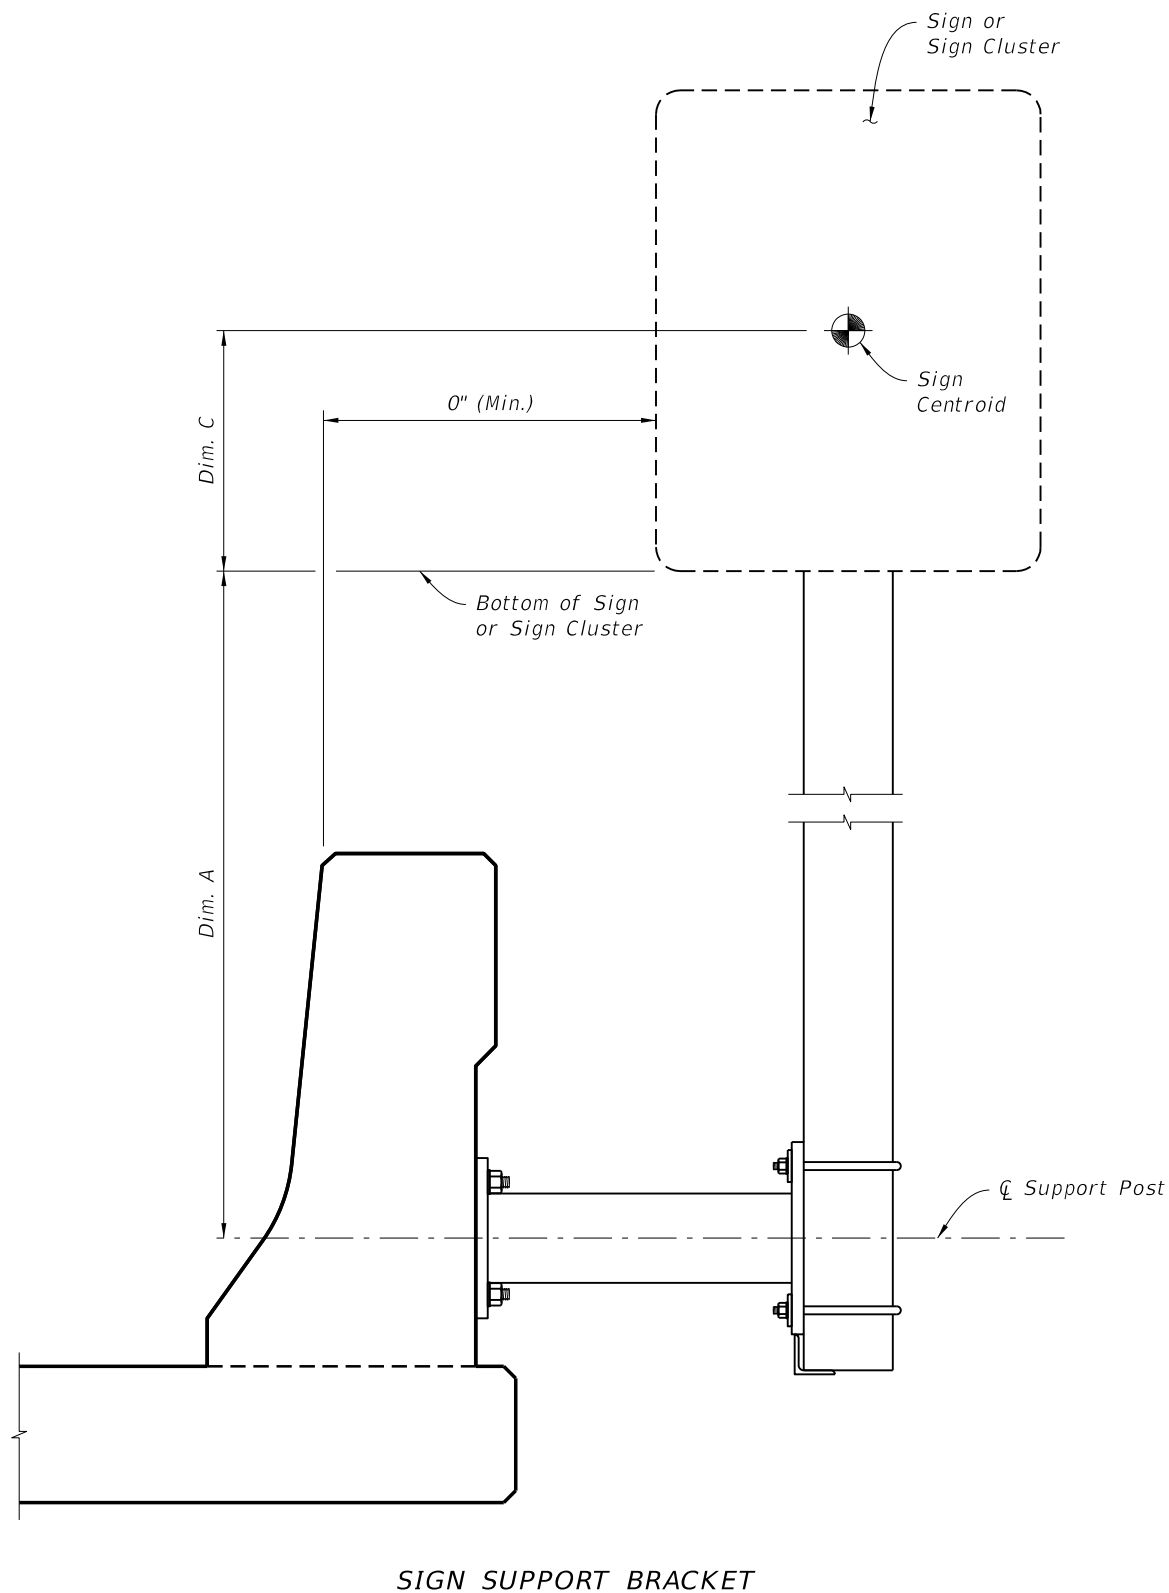 Sign or
Sign Cluster
Sign
Centroid
0" (Min.)
Dim. C
Bottom of Sign
or Sign Cluster
Dim. A
℄ Support Post
SIGN SUPPORT BRACKET